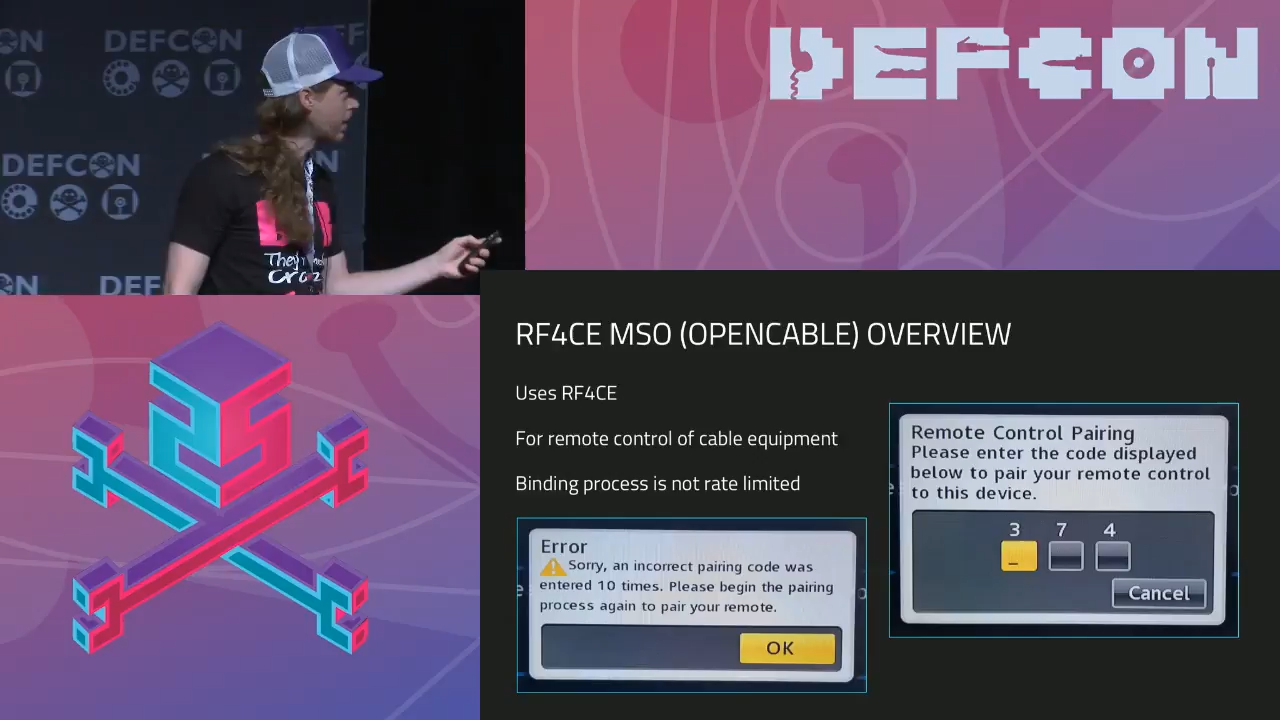 DEFCON
DEFCON
DEFCON
DEF
DEFCON
They
RF4CE MSO (OPENCABLE) OVERVIEW
Uses RF4CE
For remote control of cable equipment
Binding process is not rate limited
Remote Control Pairing
Please enter the code displayed
below to pair your remote control
to this device.
3 7 4
Cancel
Error
Sorry, an incorrect pairing code was
entered 10 times. Please begin the pairing
process again to pair your remote.
OK